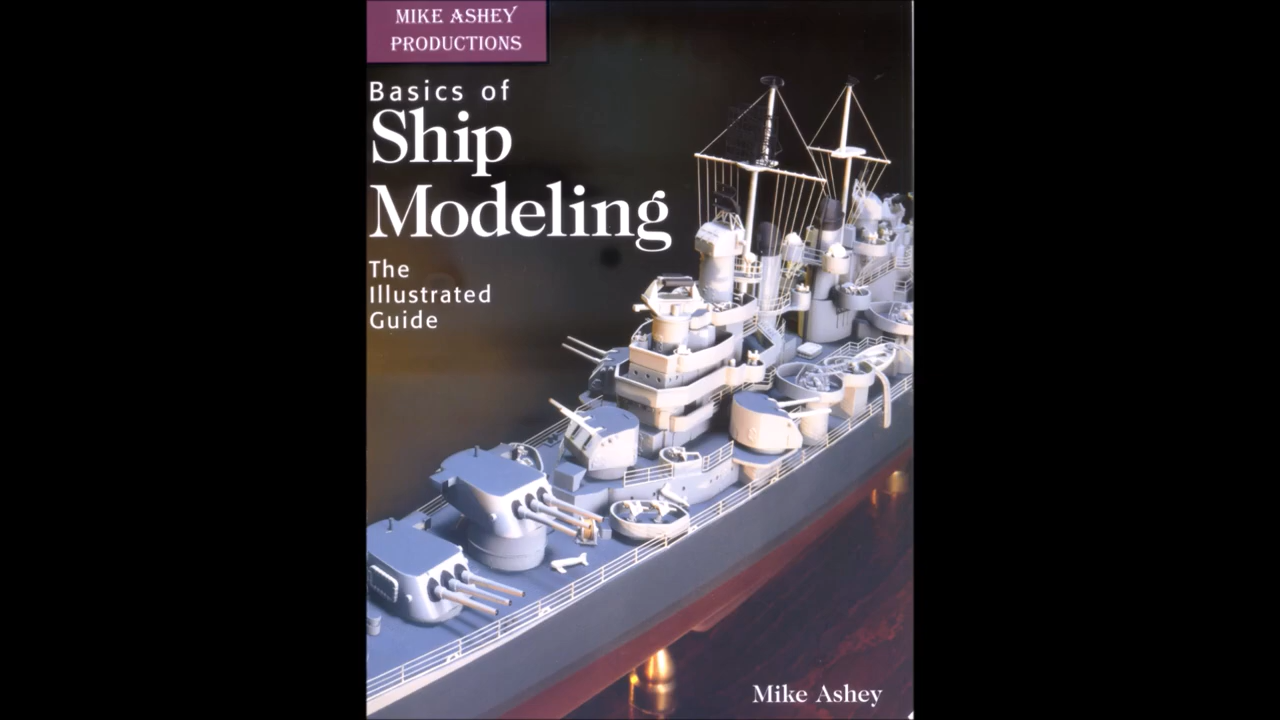 MIKE ASHEY
PRODUCTIONS
Basics of
Ship
Modeling
The
Illustrated
Guide
Mike Ashey